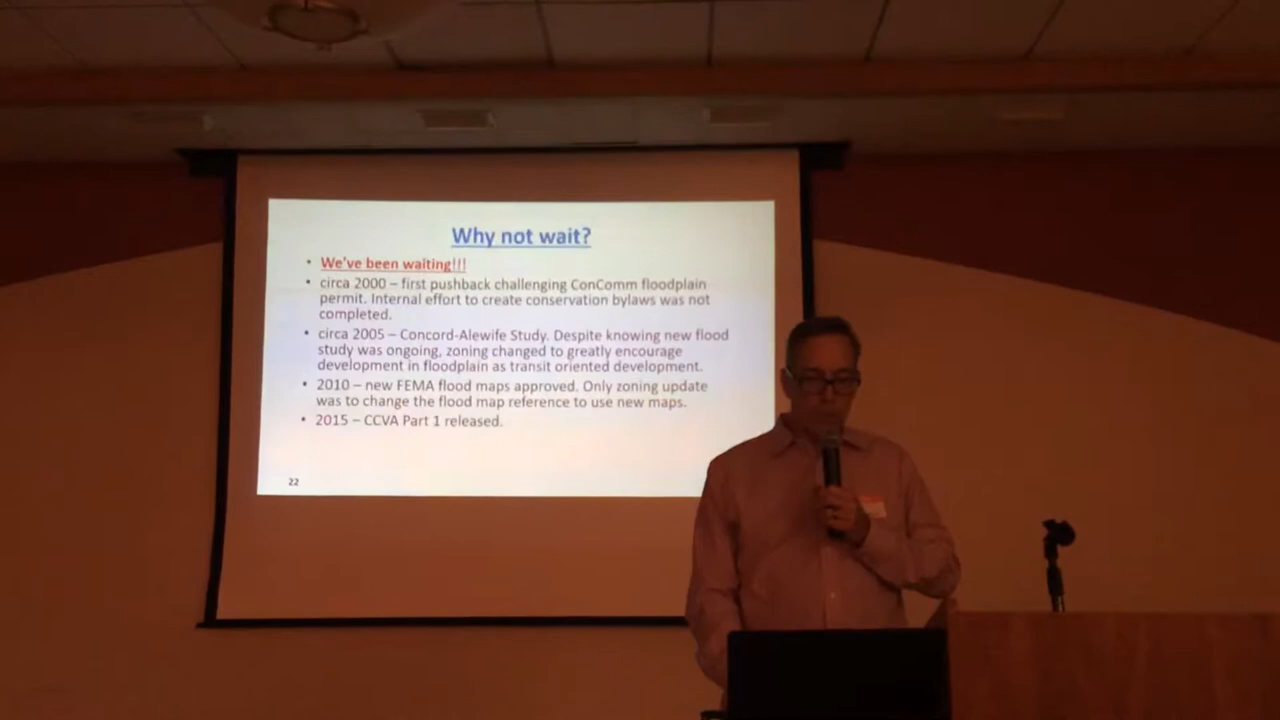 Why not wait?
• We've been waiting!!!
• circa 2000 – first pushback challenging ConComm floodplain
permit. Internal effort to create conservation bylaws was not
completed.
• circa 2005 – Concord-Alewife Study. Despite knowing new flood
study was ongoing, zoning changed to greatly encourage
development in floodplain as transit oriented development.
• 2010 – new FEMA flood maps approved. Only zoning update
was to change the flood map reference to use new maps.
• 2015 – CCVA Part 1 released.
22